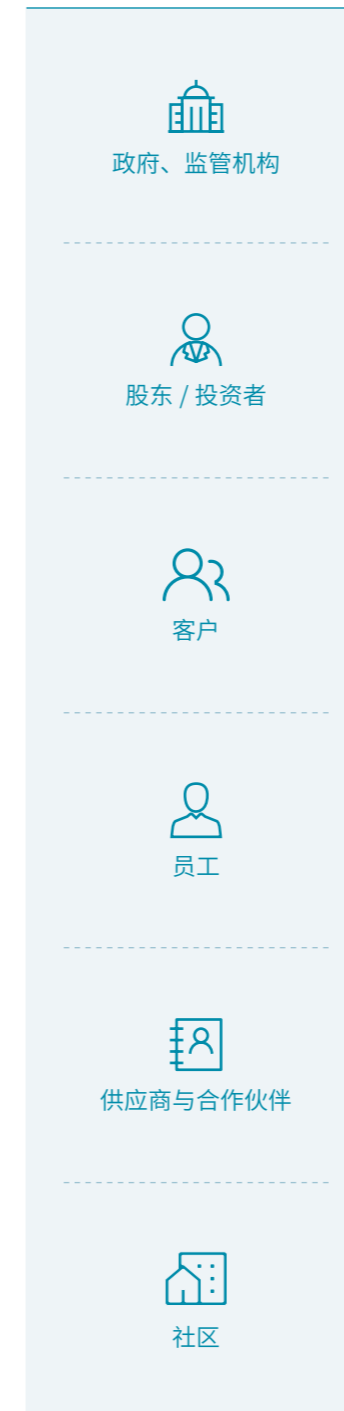 政府、监管机构
股东 / 投资者
客户
员工
供应商与合作伙伴
社区